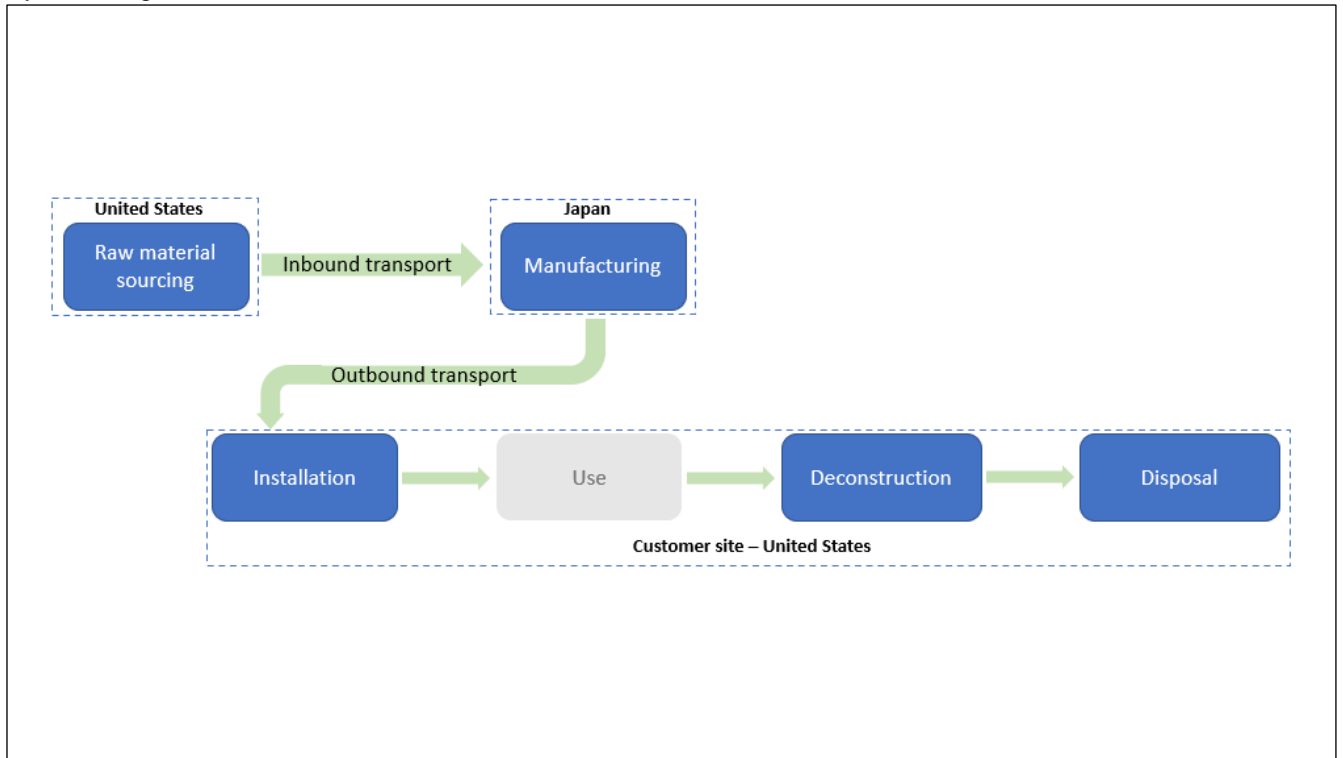 United States
Raw material
sourcing
Inbound transport
Japan
Manufacturing
Outbound transport
Installation
Use
Deconstruction
Disposal
Customer site – United States